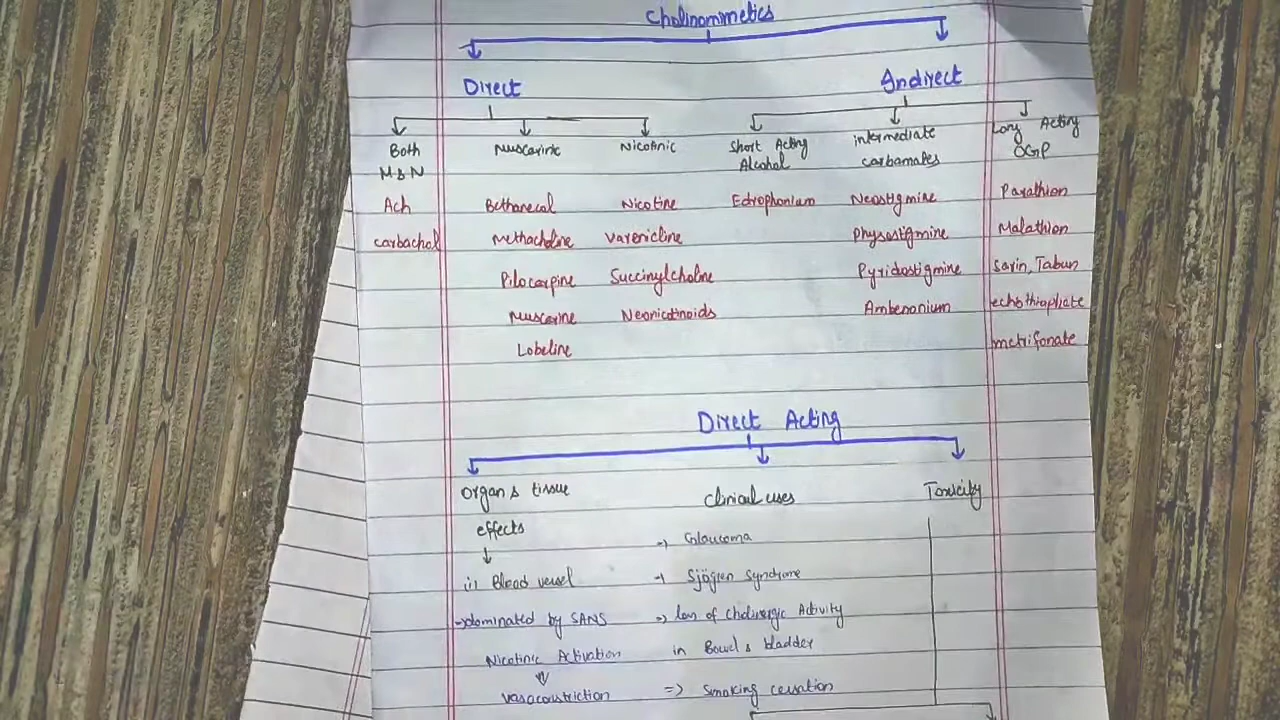 Cholinommetics
Direct
Indirect
Both
M & N
Muscarinic
Nicotinic
Short Acting
Alcohol
intermediate
carbamates
Long Acting
OGP
Ach
Bethanecol
Nicotine
Edrophonium
Neostigmine
Parathion
carbachol
Methacholine
Varenicline
Physostigmine
Malathion
Pilocarpine
Succinylcholine
Pyridostigmine
Sarin, Tabun
Muscarine
Neonicotinoids
Ambenonium
echothiophate
Lobeline
metrifonate
Direct Acting
Organ & tissue
effects
Clinical uses
Toxicity
→ Glaucoma
(i) Blood vessel
→ Sjögren Syndrome
→ dominated by SANS
→ loss of Cholinergic Activity
Nicotinic Activation
in Bowel & bladder
vasoconstriction
=> Smoking cessation